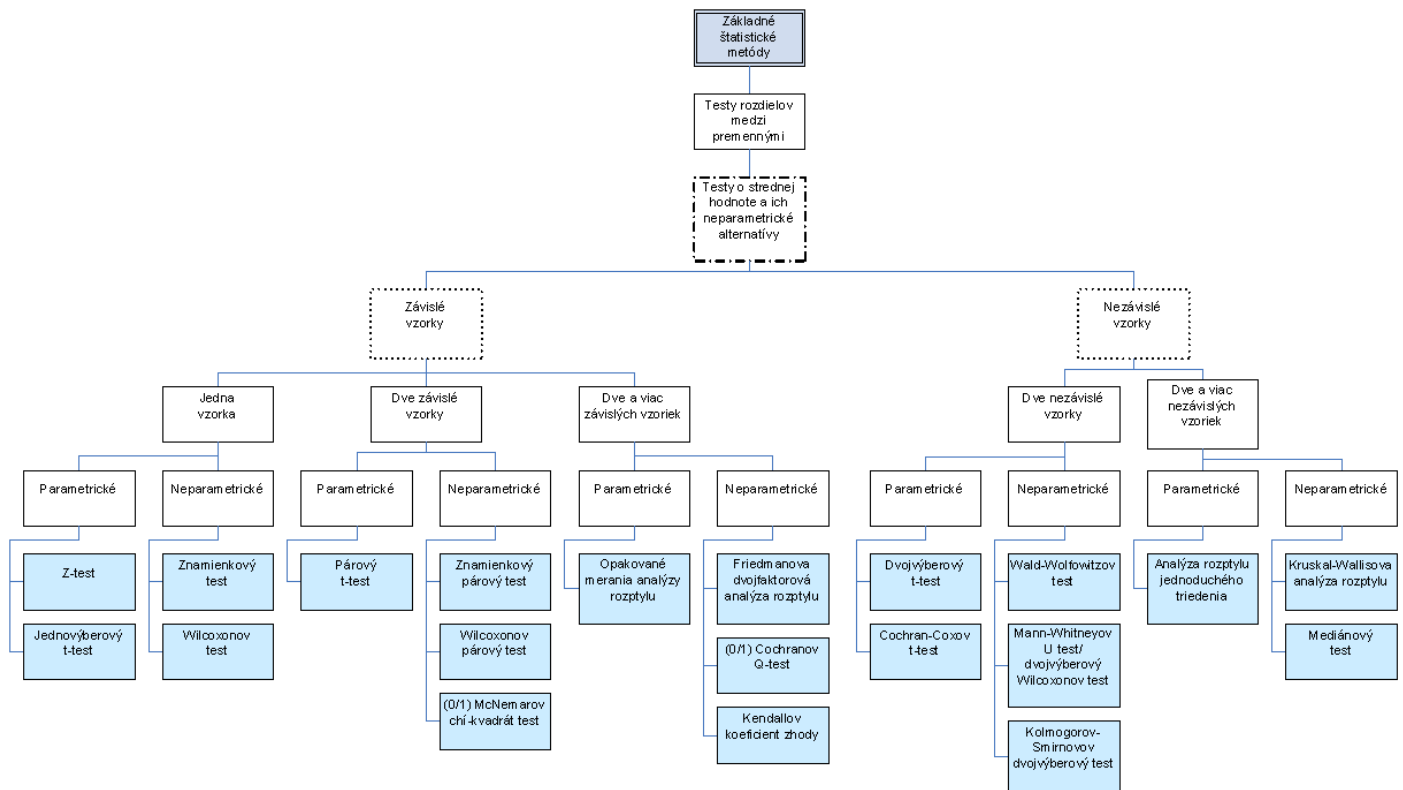 Základné
štatistické
metódy
Testy rozdielov
medzi
premennými
Testy o strednej
hodnote a ich
neparametrické
alternatívy
Závislé
vzorky
Nezávislé
vzorky
Jedna
vzorka
Dve závislé
vzorky
Dve a viac
závislých vzoriek
Dve nezávislé
vzorky
Dve a viac
nezávislých
vzoriek
Parametrické
Neparametrické
Parametrické
Neparametrické
Parametrické
Neparametrické
Parametrické
Neparametrické
Parametrické
Neparametrické
Z-test
Jednovýberový
t-test
Znamienkový
test
Wilcoxonov
test
Párový
t-test
Znamienkový
párový test
Wilcoxonov
párový test
(0/1) McNemarov
chí-kvadrát test
Opakované
merania analýzy
rozptylu
Friedmanova
dvojfaktorová
analýza rozptylu
(0/1) Cochranov
Q-test
Kendallov
koeficient zhody
Dvojvýberový
t-test
Cochran-Coxov
t-test
Wald-Wolfowitzov
test
Mann-Whitneyov
U test/
dvojvýberový
Wilcoxonov test
Kolmogorov-
Smirnovov
dvojvýberový test
Analýza rozptylu
jednoduchého
triedenia
Kruskal-Wallisova
analýza rozptylu
Mediánový
test